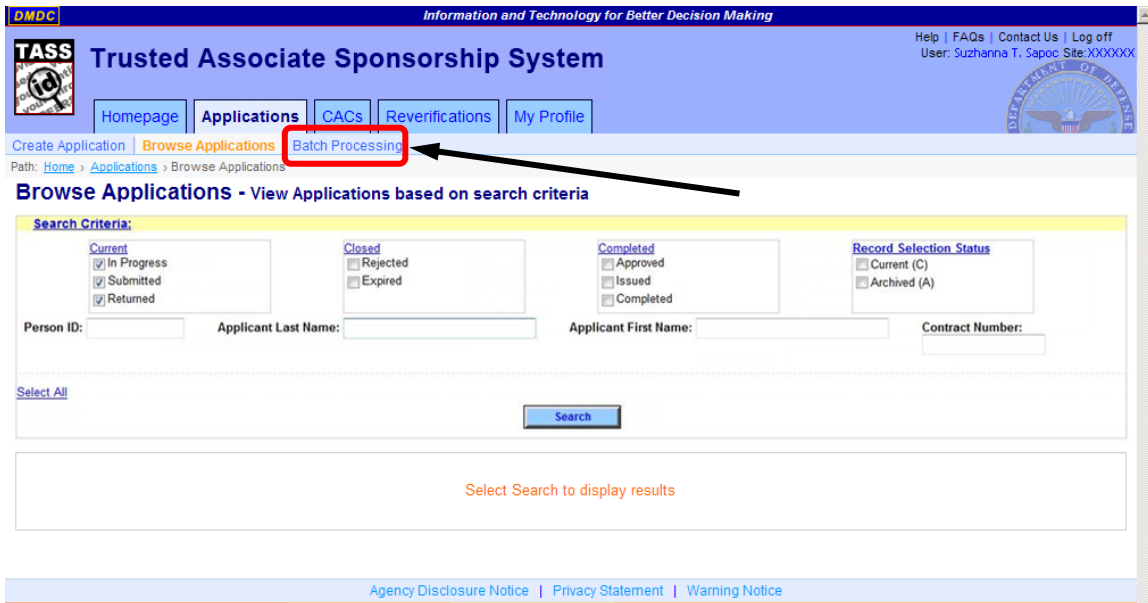 DMDC Information and Technology for Better Decision Making
Help | FAQs | Contact Us | Log off
User: Suzhanna T. Sapoc Site:XXXXXX
TASS
Trusted Associate Sponsorship System
Homepage Applications CACs Reverifications My Profile
Create Application | Browse Applications | Batch Processing
Path: Home › Applications › Browse Applications
Browse Applications - View Applications based on search criteria
Search Criteria:
Current Closed Completed Record Selection Status
In Progress Rejected Approved Current (C)
Submitted Expired Issued Archived (A)
Returned Completed
Person ID: Applicant Last Name: Applicant First Name: Contract Number:
Select All
Search
Select Search to display results
Agency Disclosure Notice | Privacy Statement | Warning Notice